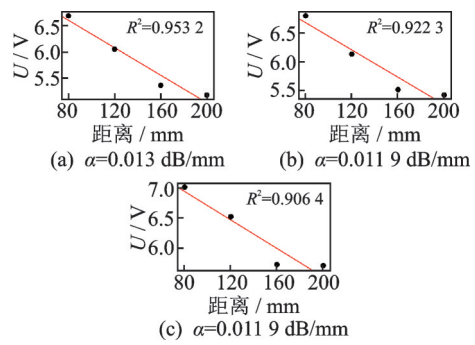 R²=0.953 2
6.5
6.0
5.5
U / V
80 120 160 200
距离 / mm
(a) α=0.013 dB/mm
R²=0.922 3
6.5
6.0
5.5
U / V
80 120 160 200
距离 / mm
(b) α=0.011 9 dB/mm
R²=0.906 4
7.0
6.5
6.0
U / V
80 120 160 200
距离 / mm
(c) α=0.011 9 dB/mm